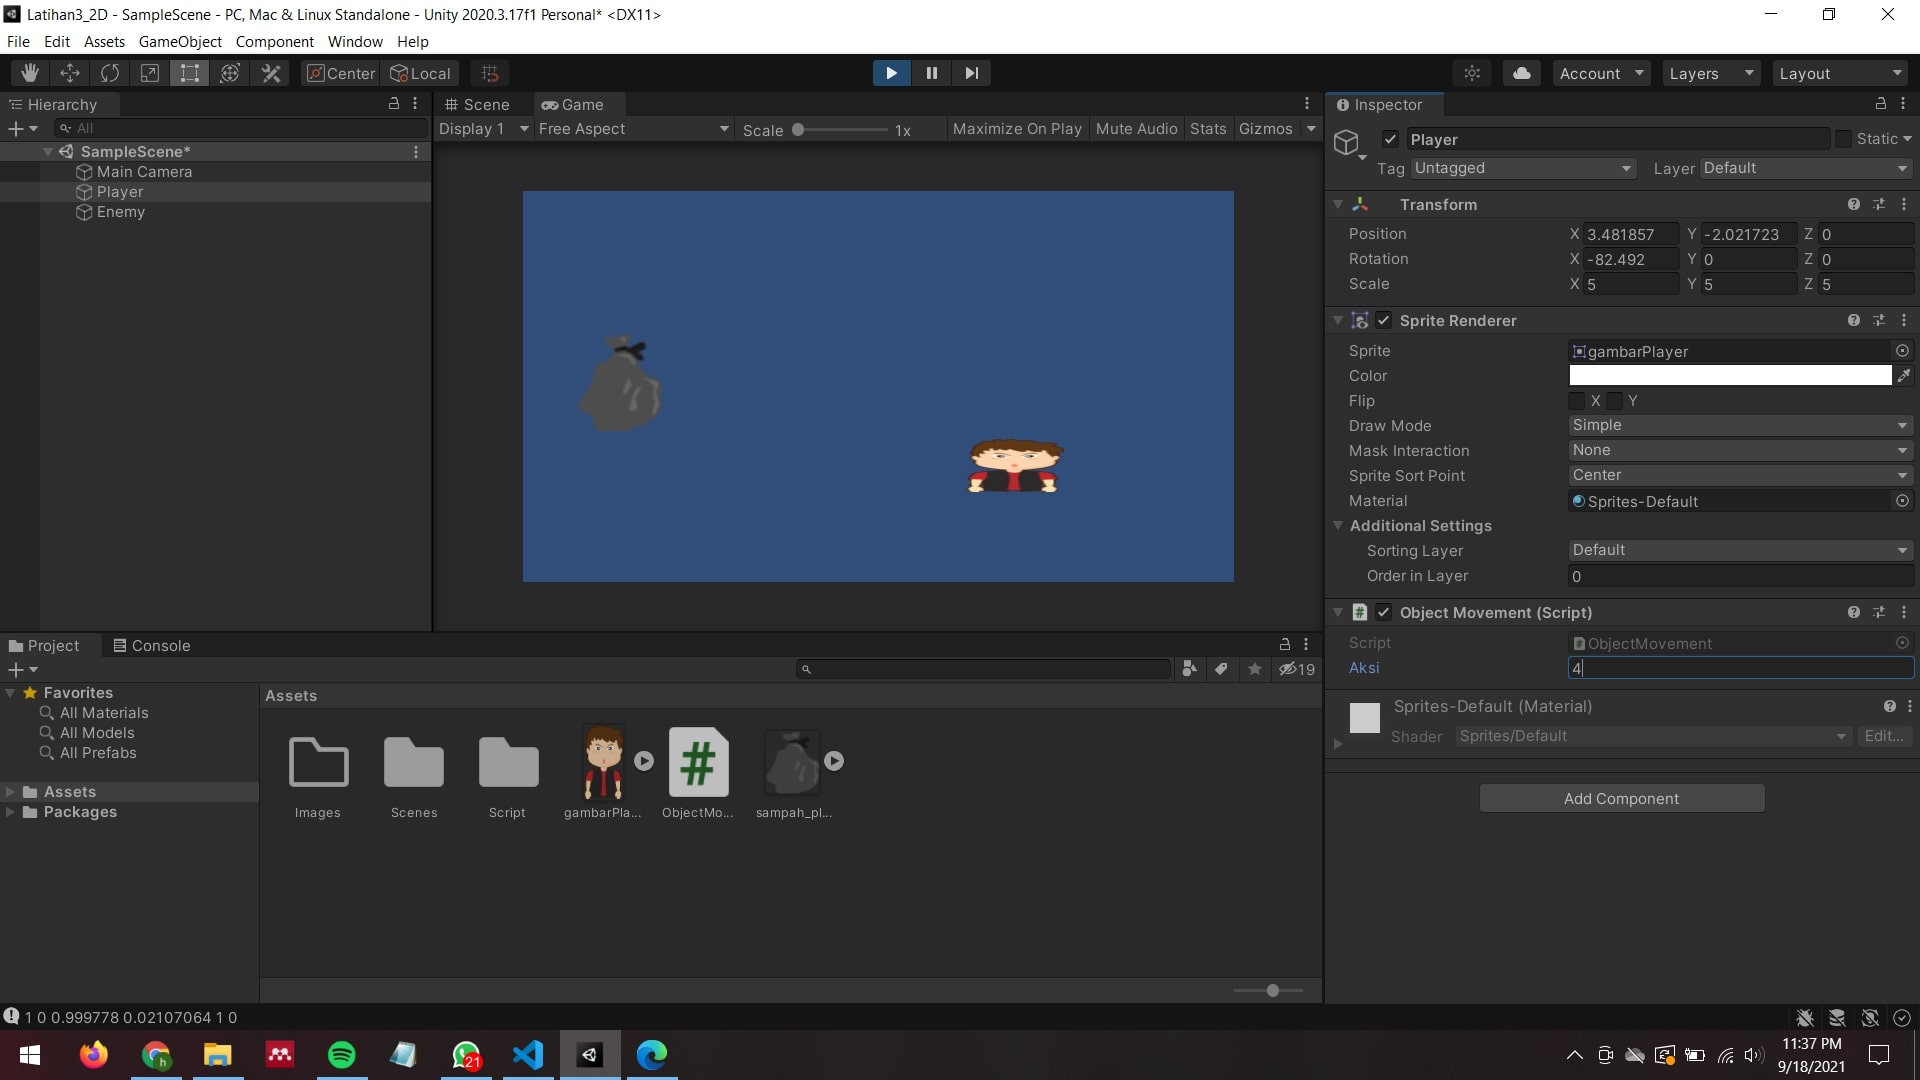 Latihan3_2D - SampleScene - PC, Mac & Linux Standalone - Unity 2020.3.17f1 Personal* <DX11>
File Edit Assets GameObject Component Window Help
Center Local Account Layers Layout
Hierarchy
All
SampleScene*
Main Camera
Player
Enemy
Scene Game
Display 1 Free Aspect Scale 1x Maximize On Play Mute Audio Stats Gizmos
Inspector
Player Static
Tag Untagged Layer Default
Transform
Position X 3.481857 Y -2.021723 Z 0
Rotation X -82.492 Y 0 Z 0
Scale X 5 Y 5 Z 5
Sprite Renderer
Sprite gambarPlayer
Color
Flip X Y
Draw Mode Simple
Mask Interaction None
Sprite Sort Point Center
Material Sprites-Default
Additional Settings
Sorting Layer Default
Order in Layer 0
# Object Movement (Script)
Script ObjectMovement
Aksi 4
Sprites-Default (Material)
Shader Sprites/Default Edit...
Add Component
Project Console
19
Favorites
All Materials
All Models
All Prefabs
Assets
Packages
Assets
#
Images Scenes Script gambarPla... ObjectMo... sampah_pl...
1 0 0.999778 0.02107064 1 0
h
21
11:37 PM
9/18/2021